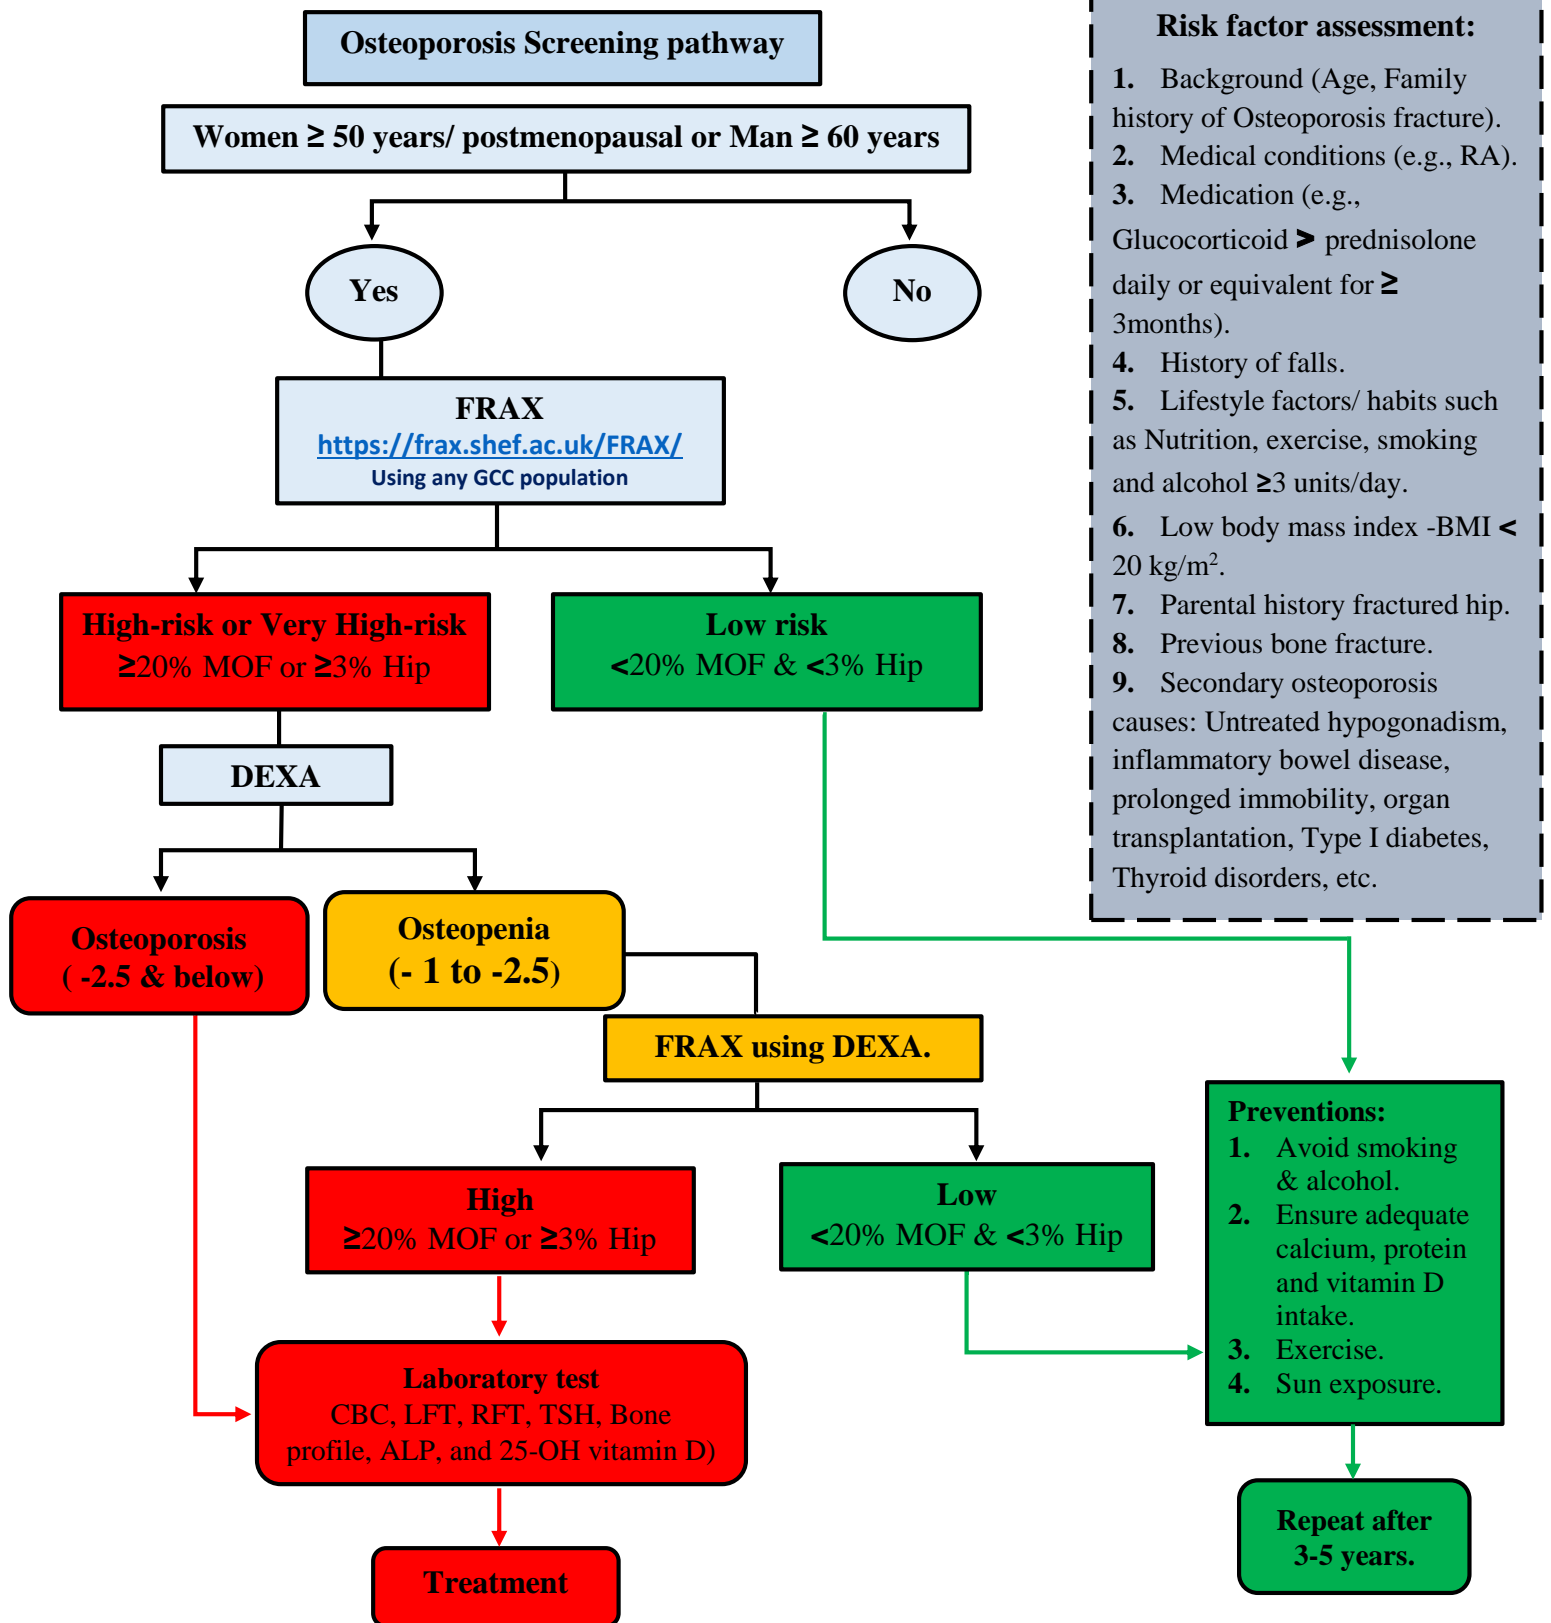 Osteoporosis Screening pathway
Women ≥ 50 years/ postmenopausal or Man ≥ 60 years
Yes
No
FRAX
https://frax.shef.ac.uk/FRAX/
Using any GCC population
High-risk or Very High-risk
≥20% MOF or ≥3% Hip
Low risk
<20% MOF & <3% Hip
DEXA
Osteoporosis
( -2.5 & below)
Osteopenia
(- 1 to -2.5)
FRAX using DEXA.
High
≥20% MOF or ≥3% Hip
Low
<20% MOF & <3% Hip
Laboratory test
CBC, LFT, RFT, TSH, Bone
profile, ALP, and 25-OH vitamin D)
Treatment
Risk factor assessment:
1. Background (Age, Family
history of Osteoporosis fracture).
2. Medical conditions (e.g., RA).
3. Medication (e.g.,
Glucocorticoid > prednisolone
daily or equivalent for ≥
3months).
4. History of falls.
5. Lifestyle factors/ habits such
as Nutrition, exercise, smoking
and alcohol ≥3 units/day.
6. Low body mass index -BMI <
20 kg/m².
7. Parental history fractured hip.
8. Previous bone fracture.
9. Secondary osteoporosis
causes: Untreated hypogonadism,
inflammatory bowel disease,
prolonged immobility, organ
transplantation, Type I diabetes,
Thyroid disorders, etc.
Preventions:
1. Avoid smoking
& alcohol.
2. Ensure adequate
calcium, protein
and vitamin D
intake.
3. Exercise.
4. Sun exposure.
Repeat after
3-5 years.